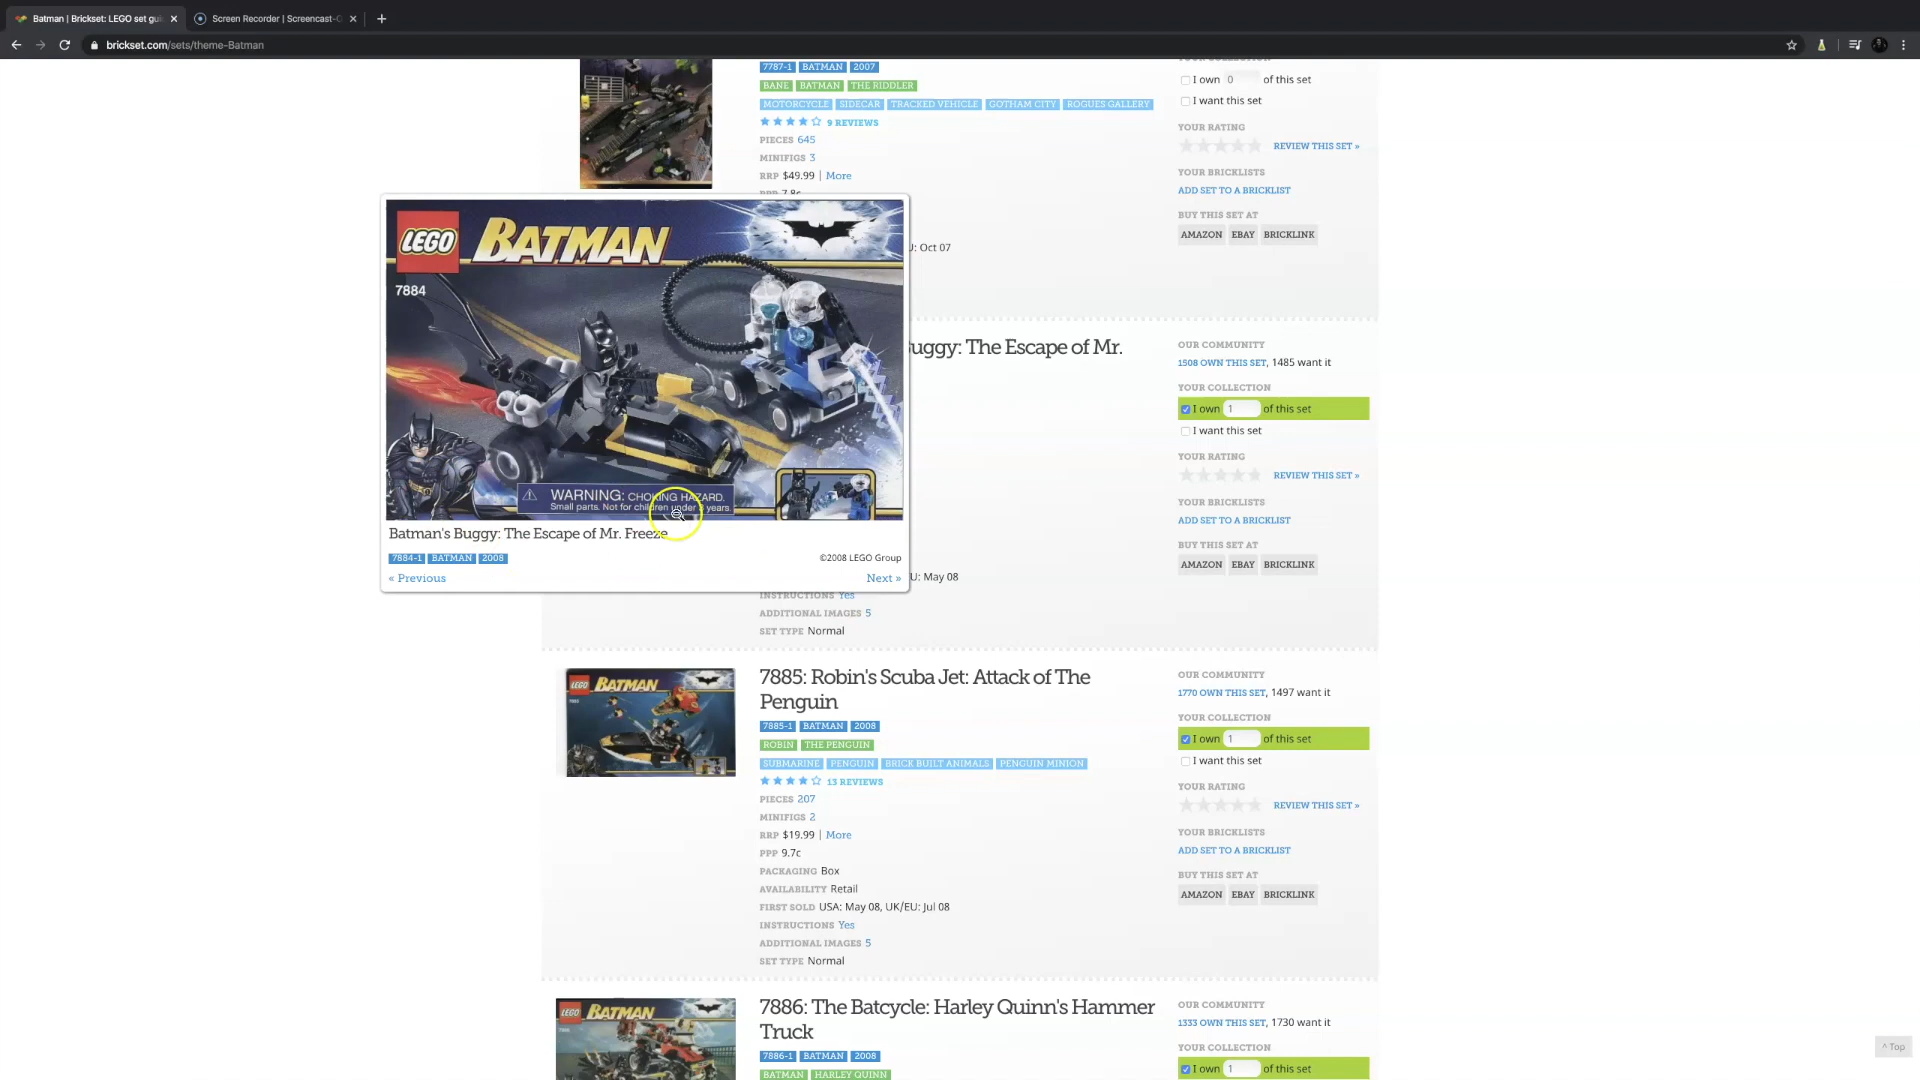 Batman | Brickset: LEGO set gui
Screen Recorder | Screencast-O
brickset.com/sets/theme-Batman
7787-1 BATMAN 2007
BANE BATMAN THE RIDDLER
MOTORCYCLE SIDECAR TRACKED VEHICLE GOTHAM CITY ROGUES GALLERY
9 REVIEWS
PIECES 645
MINIFIGS 3
RRP $49.99 | More
PPP 7.8c
J: Oct 07
YOUR COLLECTION
I own 0 of this set
I want this set
YOUR RATING
REVIEW THIS SET »
YOUR BRICKLISTS
ADD SET TO A BRICKLIST
BUY THIS SET AT
AMAZON EBAY BRICKLINK
LEGO BATMAN
7884
WARNING: CHOKING HAZARD.
Small parts. Not for children under 3 years.
Batman's Buggy: The Escape of Mr. Freeze
7884-1 BATMAN 2008
©2008 LEGO Group
« Previous
Next »
uggy: The Escape of Mr.
U: May 08
INSTRUCTIONS Yes
ADDITIONAL IMAGES 5
SET TYPE Normal
OUR COMMUNITY
1508 OWN THIS SET, 1485 want it
YOUR COLLECTION
I own 1 of this set
I want this set
YOUR RATING
REVIEW THIS SET »
YOUR BRICKLISTS
ADD SET TO A BRICKLIST
BUY THIS SET AT
AMAZON EBAY BRICKLINK
LEGO BATMAN
7885: Robin's Scuba Jet: Attack of The
Penguin
7885-1 BATMAN 2008
ROBIN THE PENGUIN
SUBMARINE PENGUIN BRICK BUILT ANIMALS PENGUIN MINION
13 REVIEWS
PIECES 207
MINIFIGS 2
RRP $19.99 | More
PPP 9.7c
PACKAGING Box
AVAILABILITY Retail
FIRST SOLD USA: May 08, UK/EU: Jul 08
INSTRUCTIONS Yes
ADDITIONAL IMAGES 5
SET TYPE Normal
OUR COMMUNITY
1770 OWN THIS SET, 1497 want it
YOUR COLLECTION
I own 1 of this set
I want this set
YOUR RATING
REVIEW THIS SET »
YOUR BRICKLISTS
ADD SET TO A BRICKLIST
BUY THIS SET AT
AMAZON EBAY BRICKLINK
LEGO BATMAN
7886: The Batcycle: Harley Quinn's Hammer
Truck
7886-1 BATMAN 2008
BATMAN HARLEY QUINN
OUR COMMUNITY
1333 OWN THIS SET, 1730 want it
YOUR COLLECTION
I own 1 of this set
^ Top